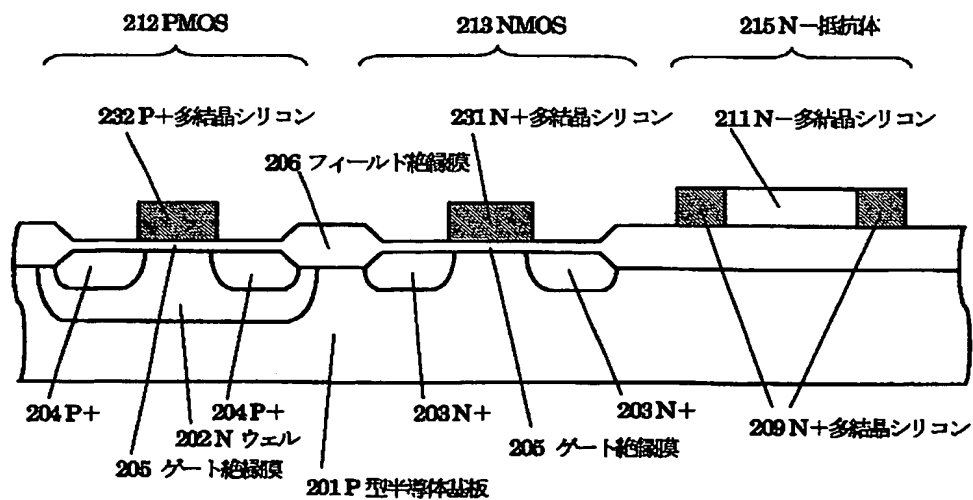 212 PMOS
213 NMOS
215 N－抵抗体
232 P＋多結晶シリコン
231 N＋多結晶シリコン
211 N－多結晶シリコン
206 フィールド絶縁膜
204 P＋
204 P＋
203 N＋
203 N＋
209 N＋多結晶シリコン
202 N ウェル
205 ゲート絶縁膜
205 ゲート絶縁膜
201 P 型半導体基板